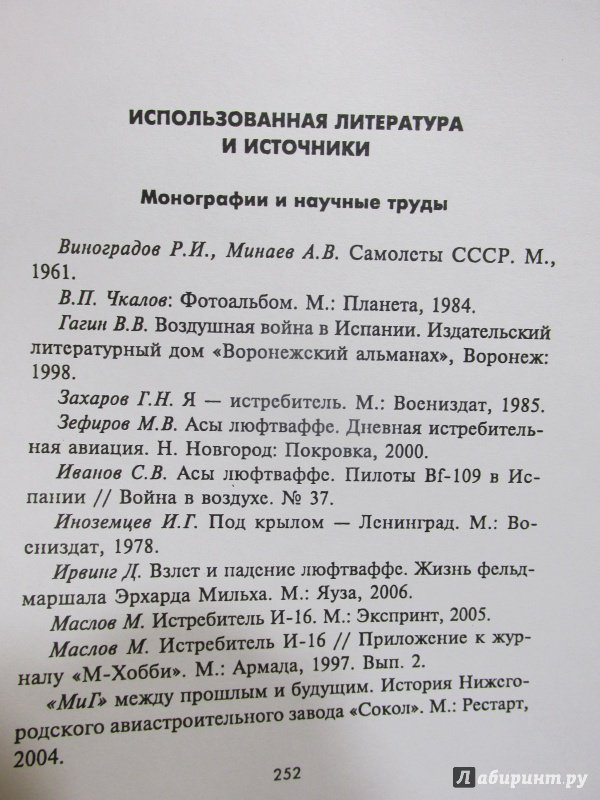 ИСПОЛЬЗОВАННАЯ ЛИТЕРАТУРА
И ИСТОЧНИКИ
Монографии и научные труды
Виноградов Р.И., Минаев А.В. Самолеты СССР. М.,
1961.
В.П. Чкалов: Фотоальбом. М.: Планета, 1984.
Гагин В.В. Воздушная война в Испании. Издательский
литературный дом «Воронежский альманах», Воронеж:
1998.
Захаров Г.Н. Я — истребитель. М.: Воениздат, 1985.
Зефиров М.В. Асы люфтваффе. Дневная истребитель-
ная авиация. Н. Новгород: Покровка, 2000.
Иванов С.В. Асы люфтваффе. Пилоты Bf-109 в Ис-
пании // Война в воздухе. № 37.
Иноземцев И.Г. Под крылом — Ленинград. М.: Во-
ениздат, 1978.
Ирвинг Д. Взлет и падение люфтваффе. Жизнь фельд-
маршала Эрхарда Мильха. М.: Яуза, 2006.
Маслов М. Истребитель И-16. М.: Экспринт, 2005.
Маслов М. Истребитель И-16 // Приложение к жур-
налу «М-Хобби». М.: Армада, 1997. Вып. 2.
«МиГ» между прошлым и будущим. История Нижего-
родского авиастроительного завода «Сокол». М.: Рестарт,
2004.
252
Лабиринт.ру